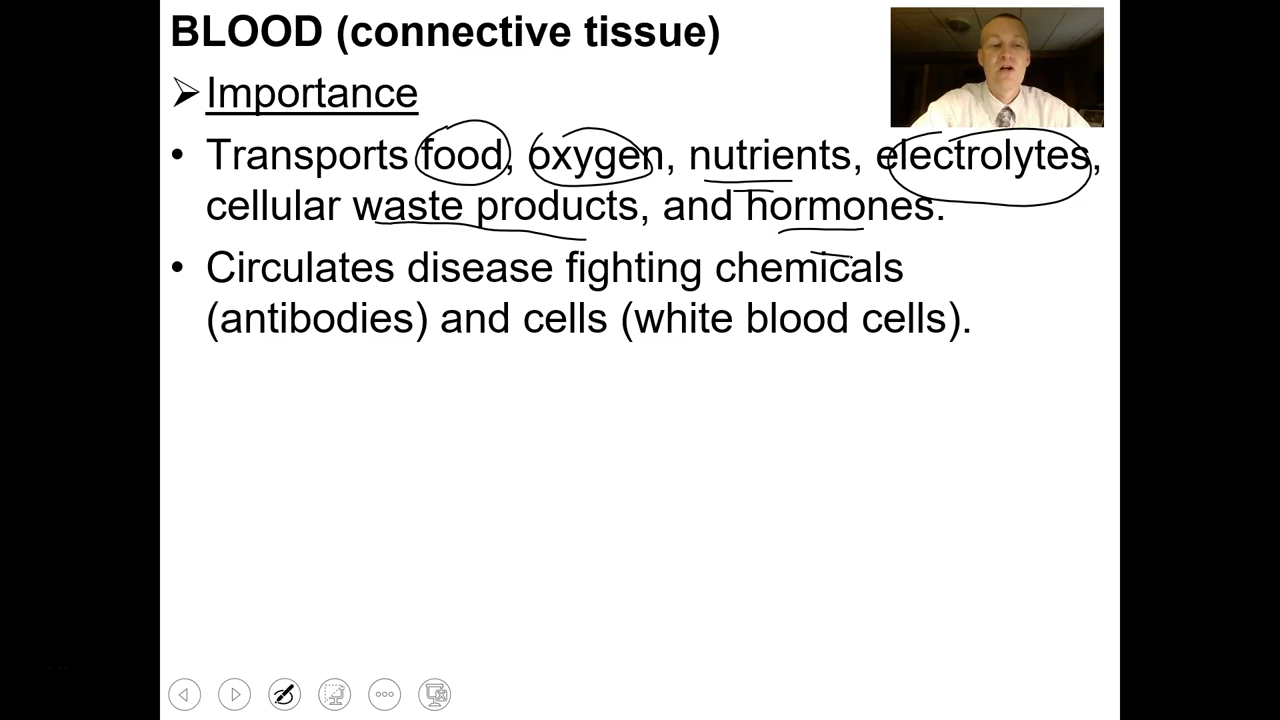 BLOOD (connective tissue)
➢ Importance
• Transports food, oxygen, nutrients, electrolytes,
cellular waste products, and hormones.
• Circulates disease fighting chemicals
(antibodies) and cells (white blood cells).